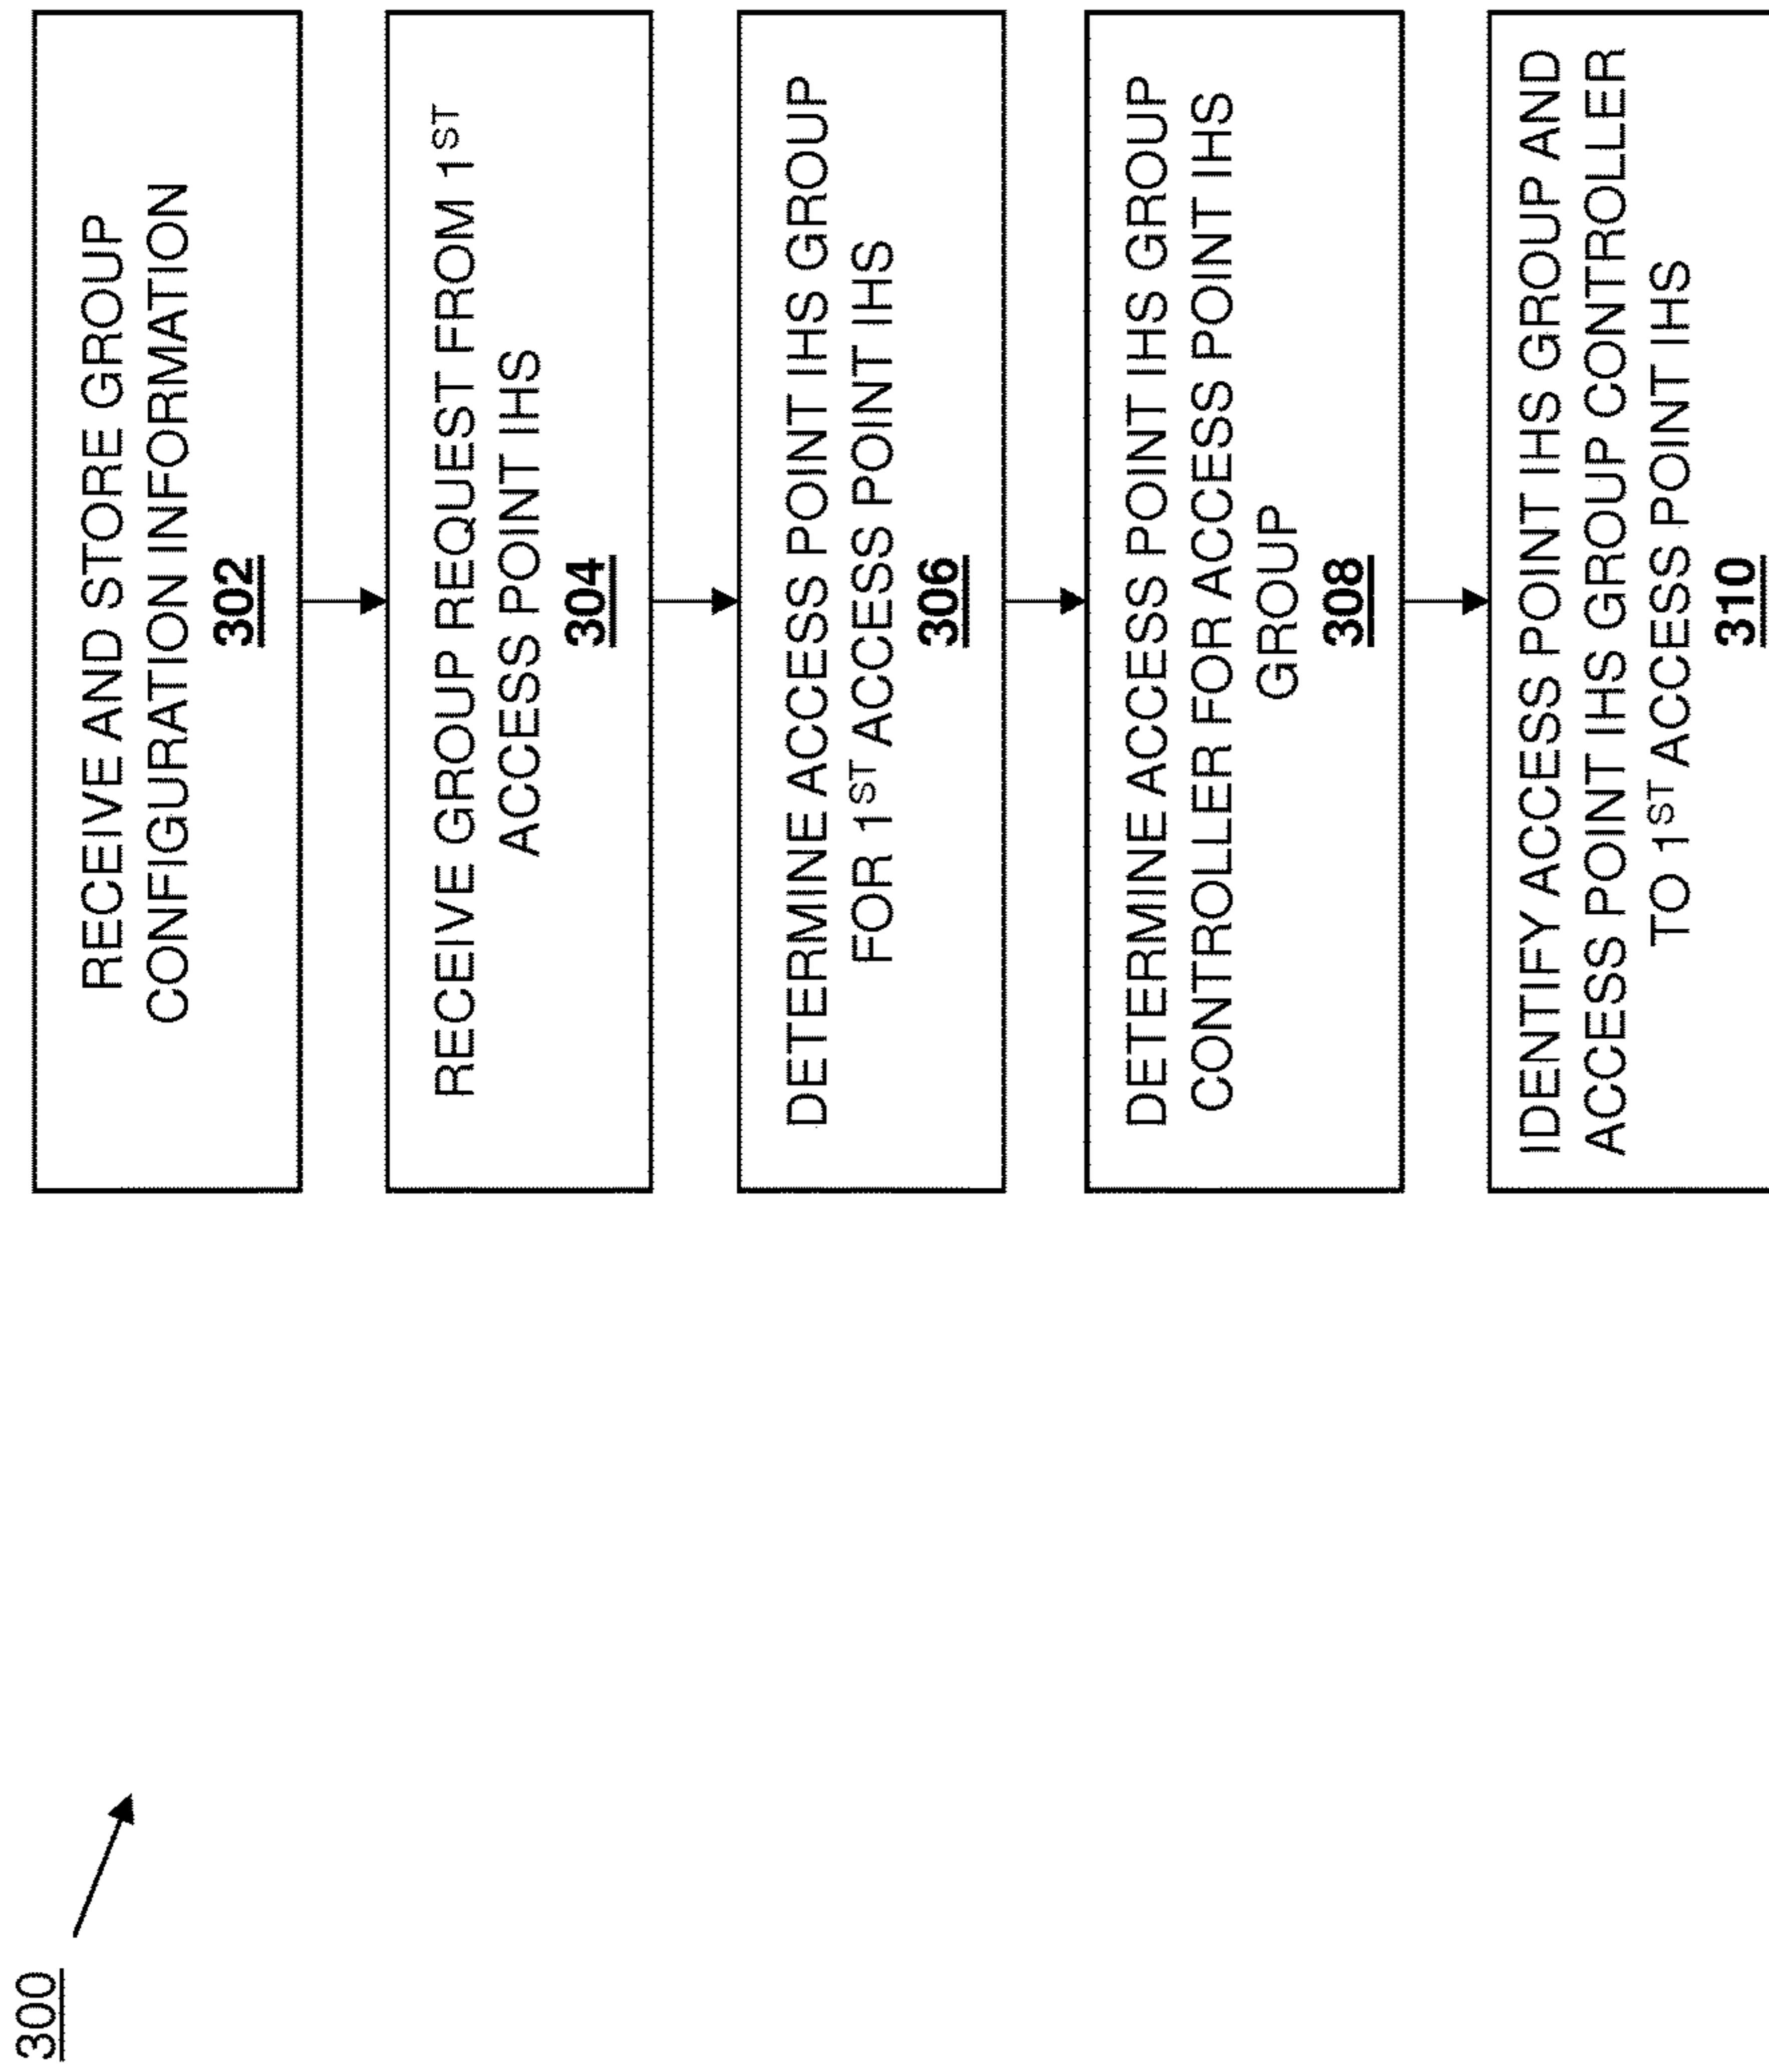 300
RECEIVE AND STORE GROUP
CONFIGURATION INFORMATION
302
RECEIVE GROUP REQUEST FROM 1ST
ACCESS POINT IHS
304
DETERMINE ACCESS POINT IHS GROUP
FOR 1ST ACCESS POINT IHS
306
DETERMINE ACCESS POINT IHS GROUP
CONTROLLER FOR ACCESS POINT IHS
GROUP
308
IDENTIFY ACCESS POINT IHS GROUP AND
ACCESS POINT IHS GROUP CONTROLLER
TO 1ST ACCESS POINT IHS
310